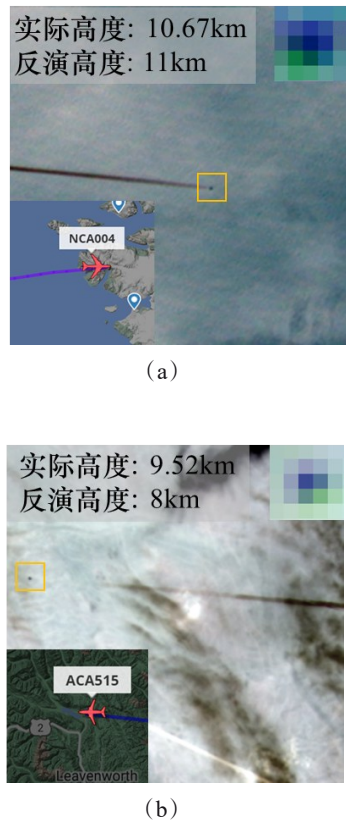 实际高度: 10.67km
反演高度: 11km
NCA004
(a)
实际高度: 9.52km
反演高度: 8km
ACA515
2
Leavenworth
(b)